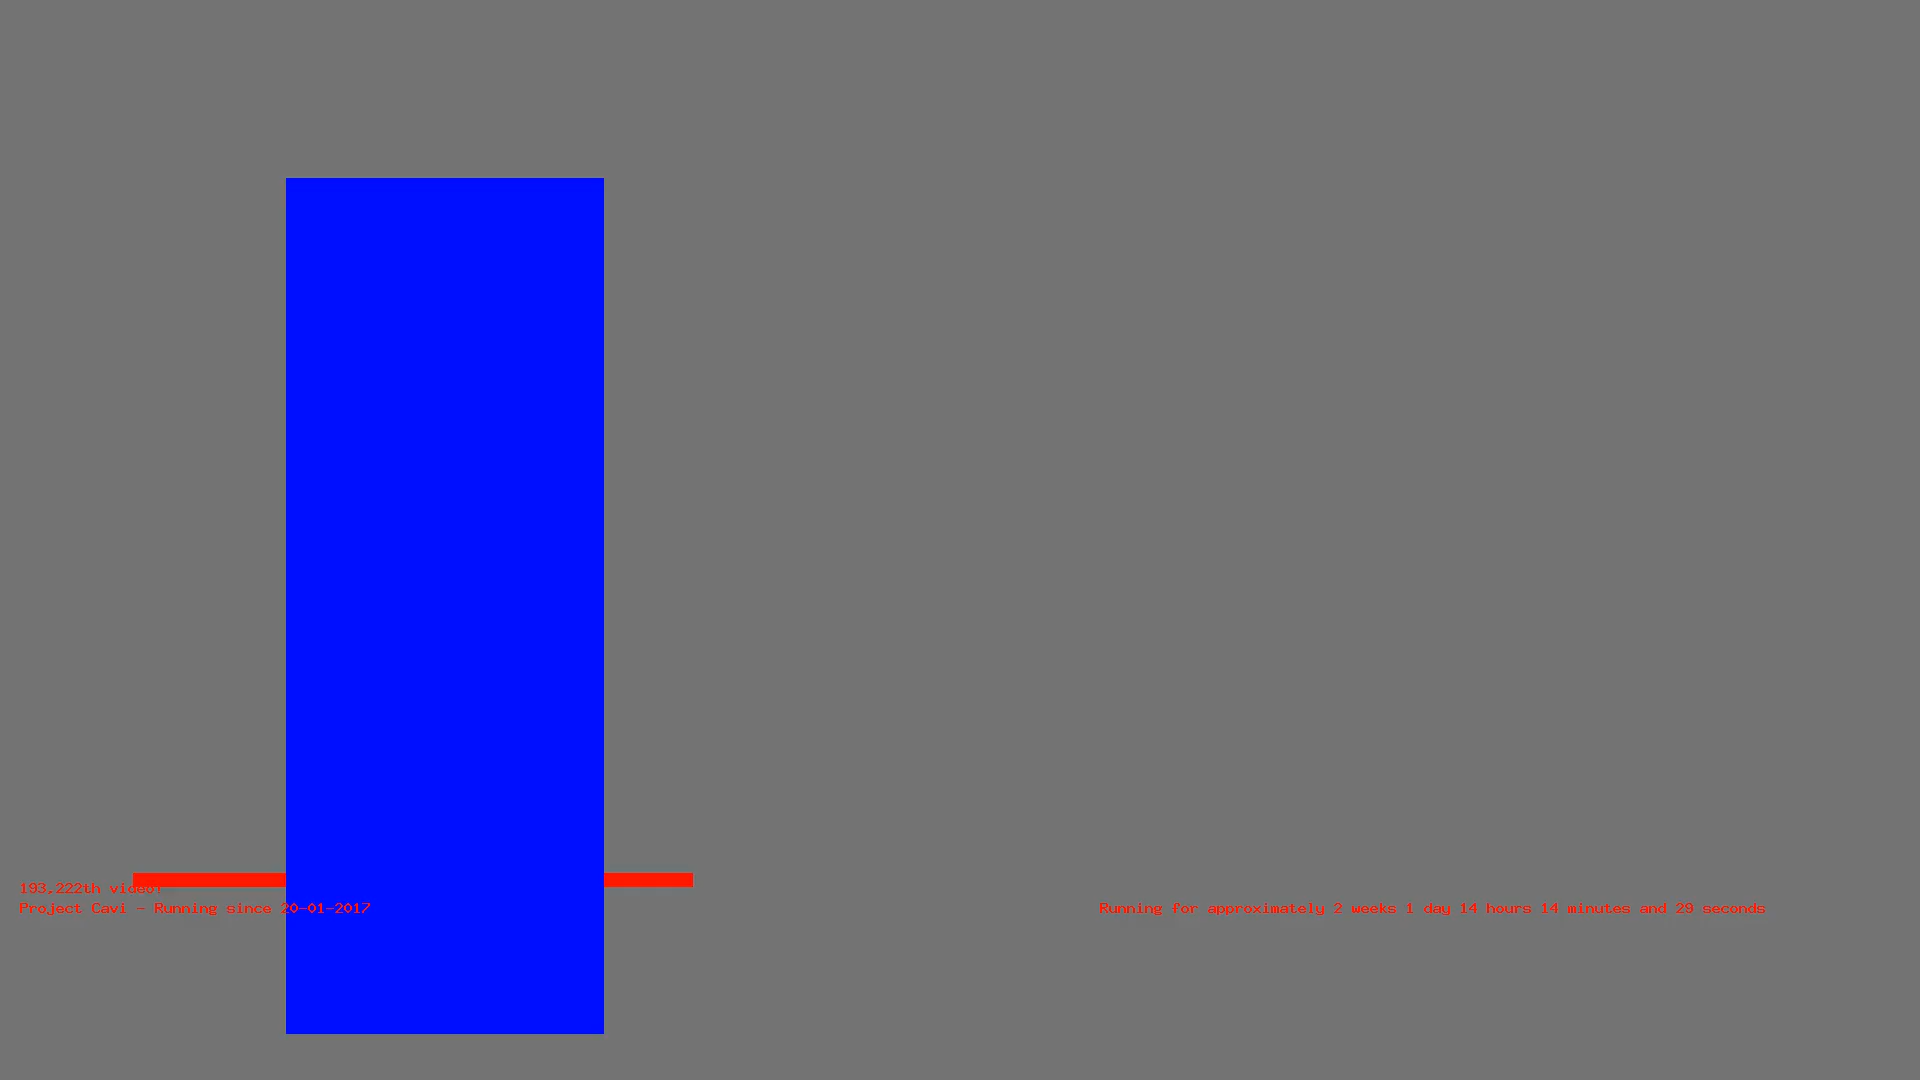 193,222th video!
Project Cavi - Running since 20-01-2017
Running for approximately 2 weeks 1 day 14 hours 14 minutes and 29 seconds